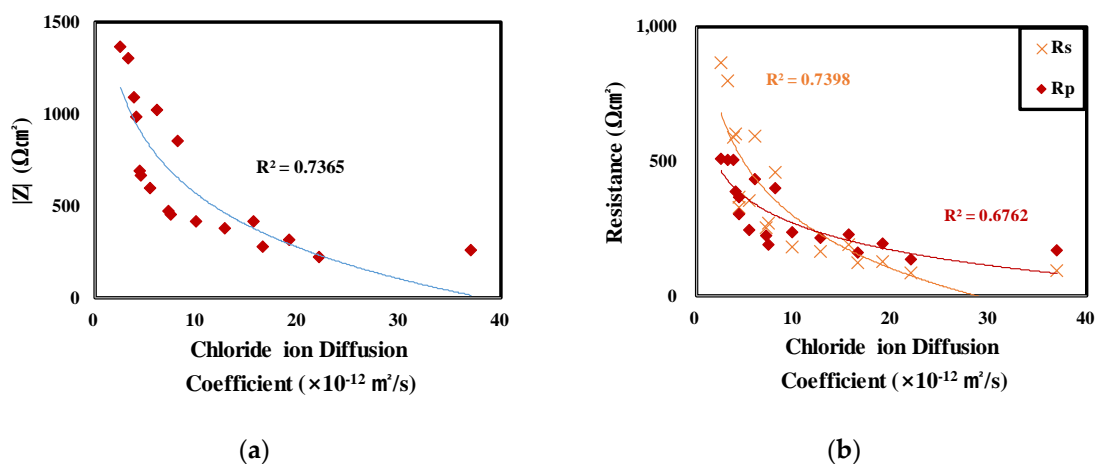 1500
1000
500
0
0
10
20
30
40
|Z| (Ω㎠)
R² = 0.7365
Chloride ion Diffusion
Coefficient (×10⁻¹² ㎡/s)
(a)
1,000
500
0
0
10
20
30
40
Resistance (Ω㎠)
R² = 0.7398
R² = 0.6762
Rs
Rp
Chloride ion Diffusion
Coefficient (×10⁻¹² ㎡/s)
(b)